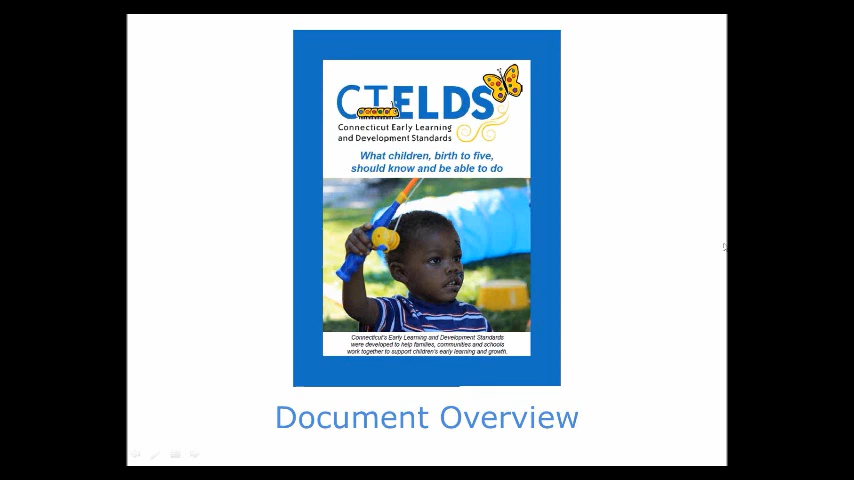 CTELDS
Connecticut Early Learning
and Development Standards
What children, birth to five,
should know and be able to do
Connecticut's Early Learning and Development Standards
were developed to help families, communities and schools
work together to support children's early learning and growth.
Document Overview